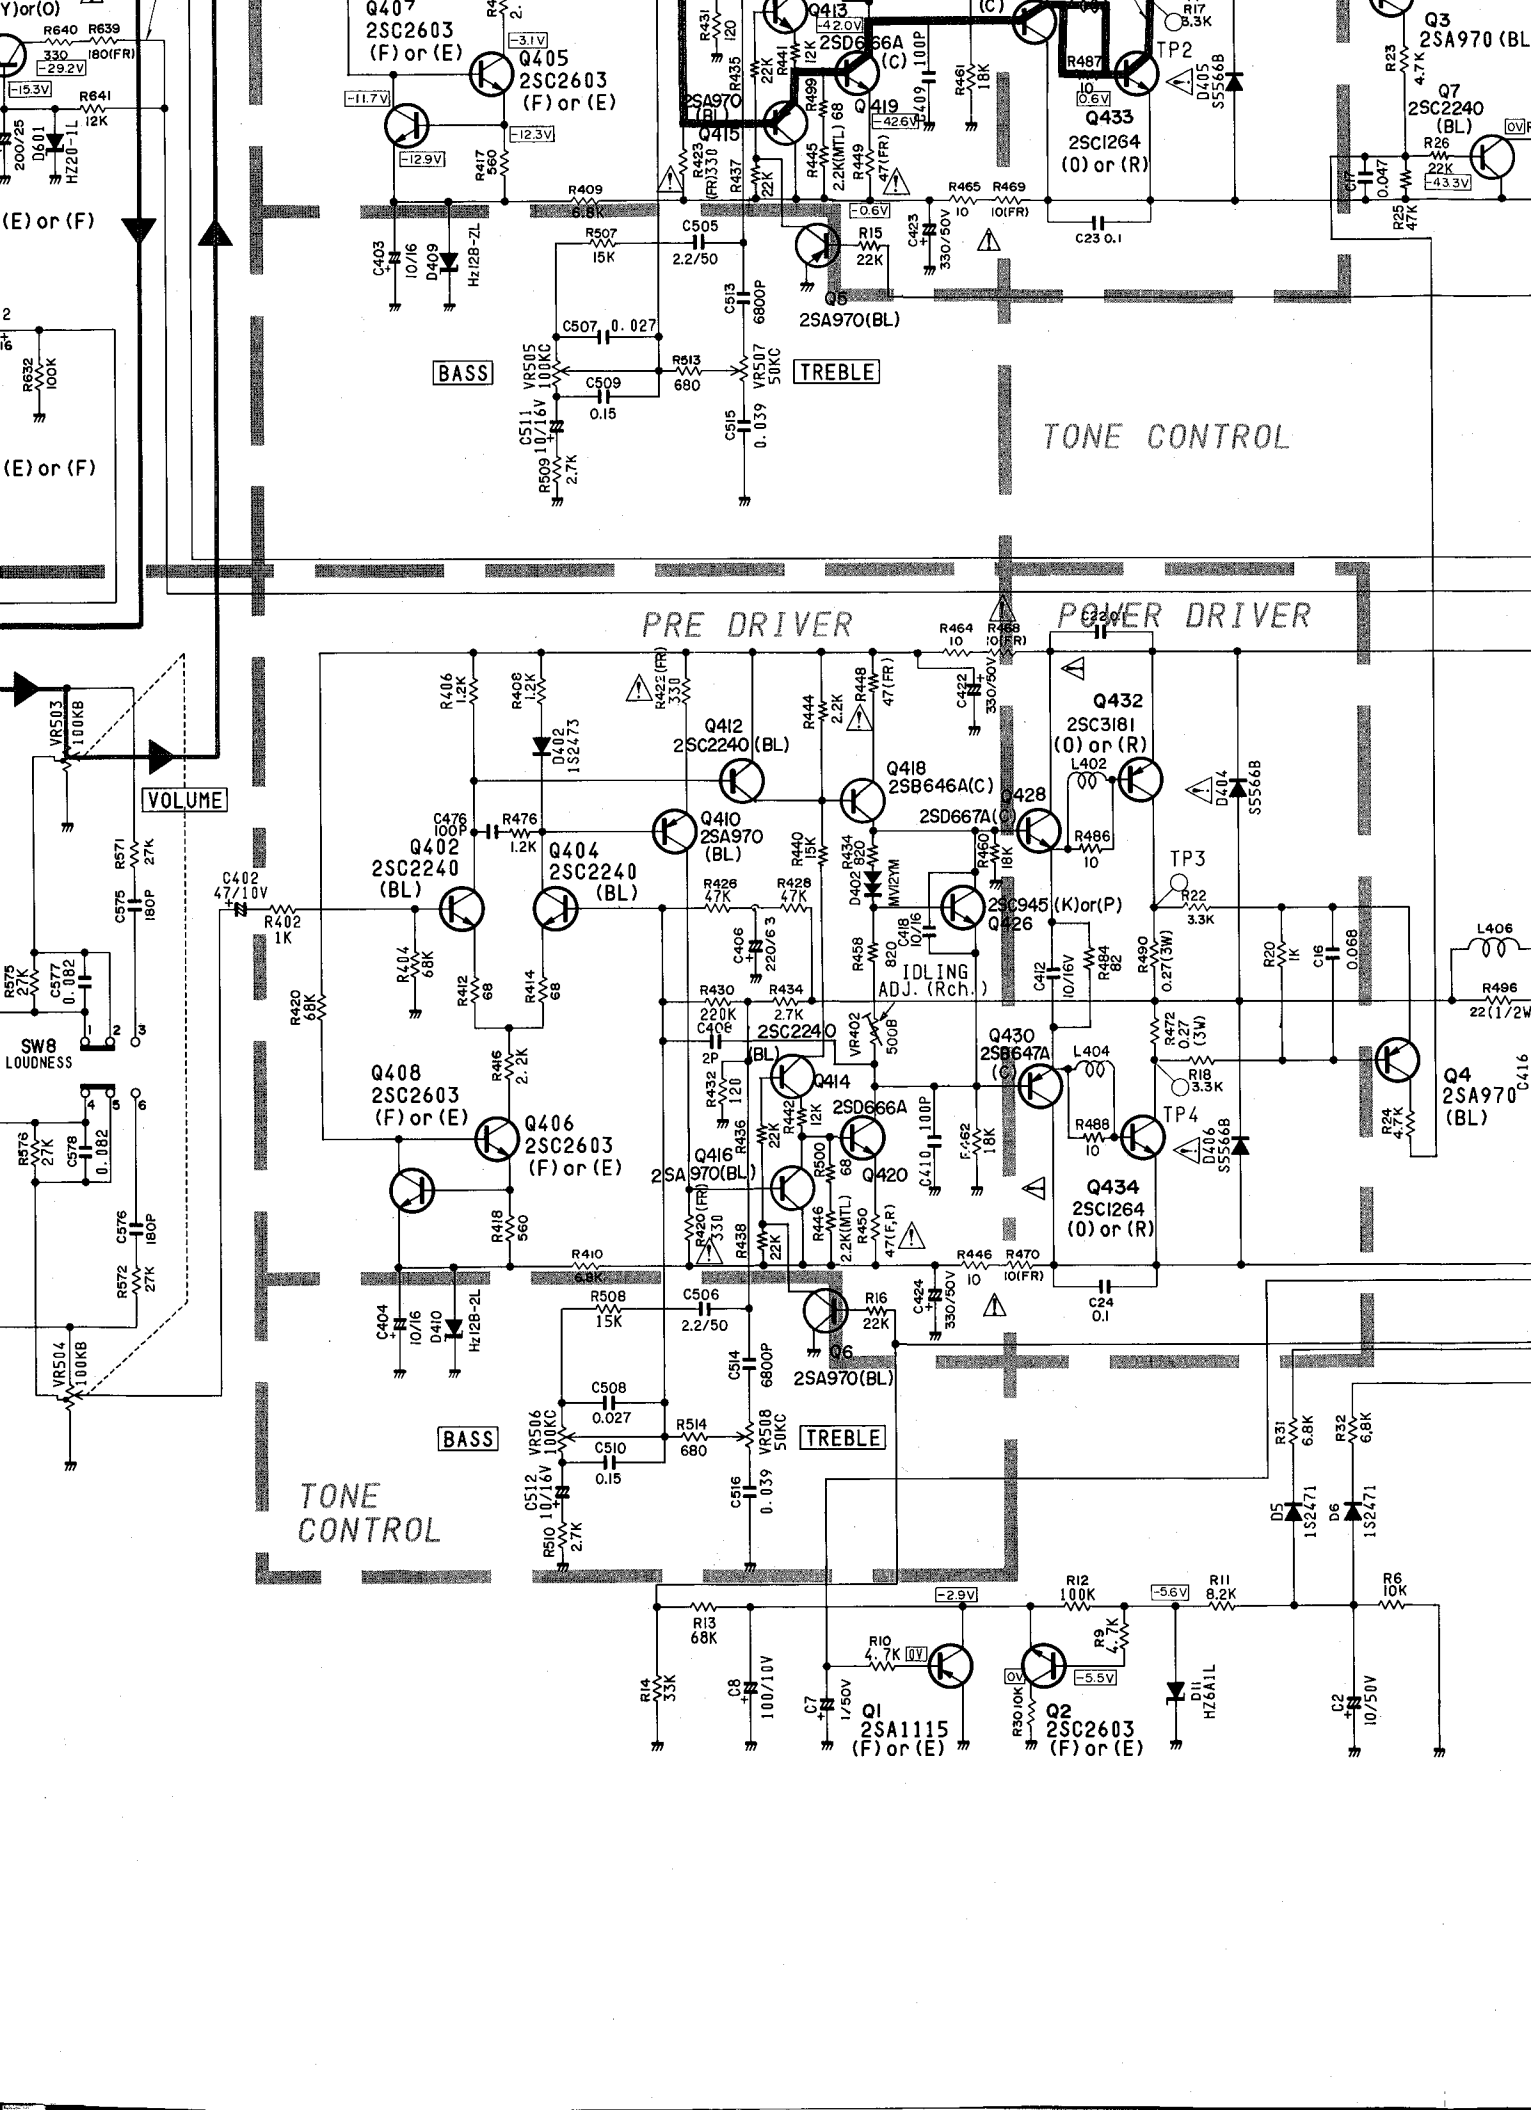 Y)or(O)
R640
R639
330
180(FR)
-29.2V
-15.3V
R641
12K
200/25
D601
HZ20-1L
(E) or (F)
R632
100K
(E) or (F)
Q407
2SC2603
(F) or (E)
-3.1V
Q405
2SC2603
(F) or (E)
-11.7V
-12.3V
-12.9V
R417
560
R409
6.8K
C403
10/16
D409
R431
120
R435
22K
Q413
R441
12K
-42.0V
2SD666A
(C)
2SA970
(BL)
Q415
R499
68
Q419
-42.6V
C409
100P
R461
18K
R423
(FR)330
R437
22K
R445
2.2K(MTL)
R449
47(FR)
(C)
R487
10
0.6V
Q433
2SC1264
(O) or (R)
TP2
R17
3.3K
D405
S5566B
R465
10
R469
10(FR)
C23 0.1
C423
330/50V
Q3
2SA970 (BL
R23
4.7K
Q7
2SC2240
(BL)
0V
R26
22K
-43.3V
C17
0.047
R25
47K
-0.6V
R15
22K
Q5
2SA970(BL)
R507
15K
C505
2.2/50
C513
6800P
C507
0.027
BASS
VR505
100KC
C509
0.15
R513
680
VR507
50KC
TREBLE
C511
10/16V
R509
2.7K
C515
0.039
TONE CONTROL
PRE DRIVER
POWER DRIVER
R464
10
R468
10(FR)
R406
1.2K
R408
1.2K
R422(FR)
330
R444
2.2K
R448
47(FR)
C422
330/50V
D402
1S2473
Q412
2SC2240(BL)
Q418
2SB646A(C)
Q432
2SC3181
(O) or (R)
L402
D404
S5566B
VR503
100KB
VOLUME
R571
27K
C575
180P
C476
100P
R476
1.2K
Q410
2SA970
(BL)
R440
15K
R434
820
D402
MV12YM
Q428
2SD667A(C)
R460
18K
R486
10
TP3
R22
3.3K
Q402
2SC2240
(BL)
Q404
2SC2240
(BL)
C402
47/10V
R402
1K
R426
47K
R428
47K
C406
220/6.3
R458
820
C418
10/16
2SC945 (K)or(P)
Q426
IDLING
ADJ. (Rch.)
R404
68K
R412
68
R414
68
R420
68K
C412
10/16V
R484
82
R490
0.27(3W)
R20
1K
C16
0.068
L406
R496
22(1/2W
R575
27K
C577
0.082
1
2
3
SW8
LOUDNESS
4
5
6
R576
27K
C578
0.082
R430
220K
R434
2.7K
C408
2P
R432
120
VR402
500B
R472
0.27
(3W)
2SC2240
(BL)
Q414
Q430
2SB647A
(C)
L404
R18
3.3K
TP4
Q4
2SA970
(BL)
C416
R24
4.7K
R416
2.2K
Q408
2SC2603
(F) or (E)
Q406
2SC2603
(F) or (E)
R436
22K
R442
12K
2SD666A
Q420
C410
100P
18K
R488
10
D406
S5566B
Q434
2SC1264
(O) or (R)
Q416
2SA970(BL)
R500
68
R418
560
R420(FR)
330
R438
22K
R446
2.2K(MTL)
R450
47(F,R)
C576
180P
R572
27K
R410
6.8K
R446
10
R470
10(FR)
C24
0.1
C404
10/16
D410
Hz12B-2L
R508
15K
C506
2.2/50
R16
22K
Q6
2SA970(BL)
C424
330/50V
C514
6800P
VR504
100KB
C508
0.027
BASS
VR506
100KC
C510
0.15
R514
680
VR508
50KC
TREBLE
C512
10/16V
R510
2.7K
C516
0.039
TONE
CONTROL
R31
6.8K
R32
6.8K
D5
1S2471
D6
1S2471
R13
68K
-2.9V
R12
100K
-5.6V
R11
8.2K
R6
10K
R14
33K
C8
100/10V
C7
1/50V
R10
4.7K
0V
Q1
2SA1115
(F) or (E)
0V
R30
10K
R9
4.7K
-5.5V
Q2
2SC2603
(F) or (E)
D11
HZ6A1L
C2
10/50V